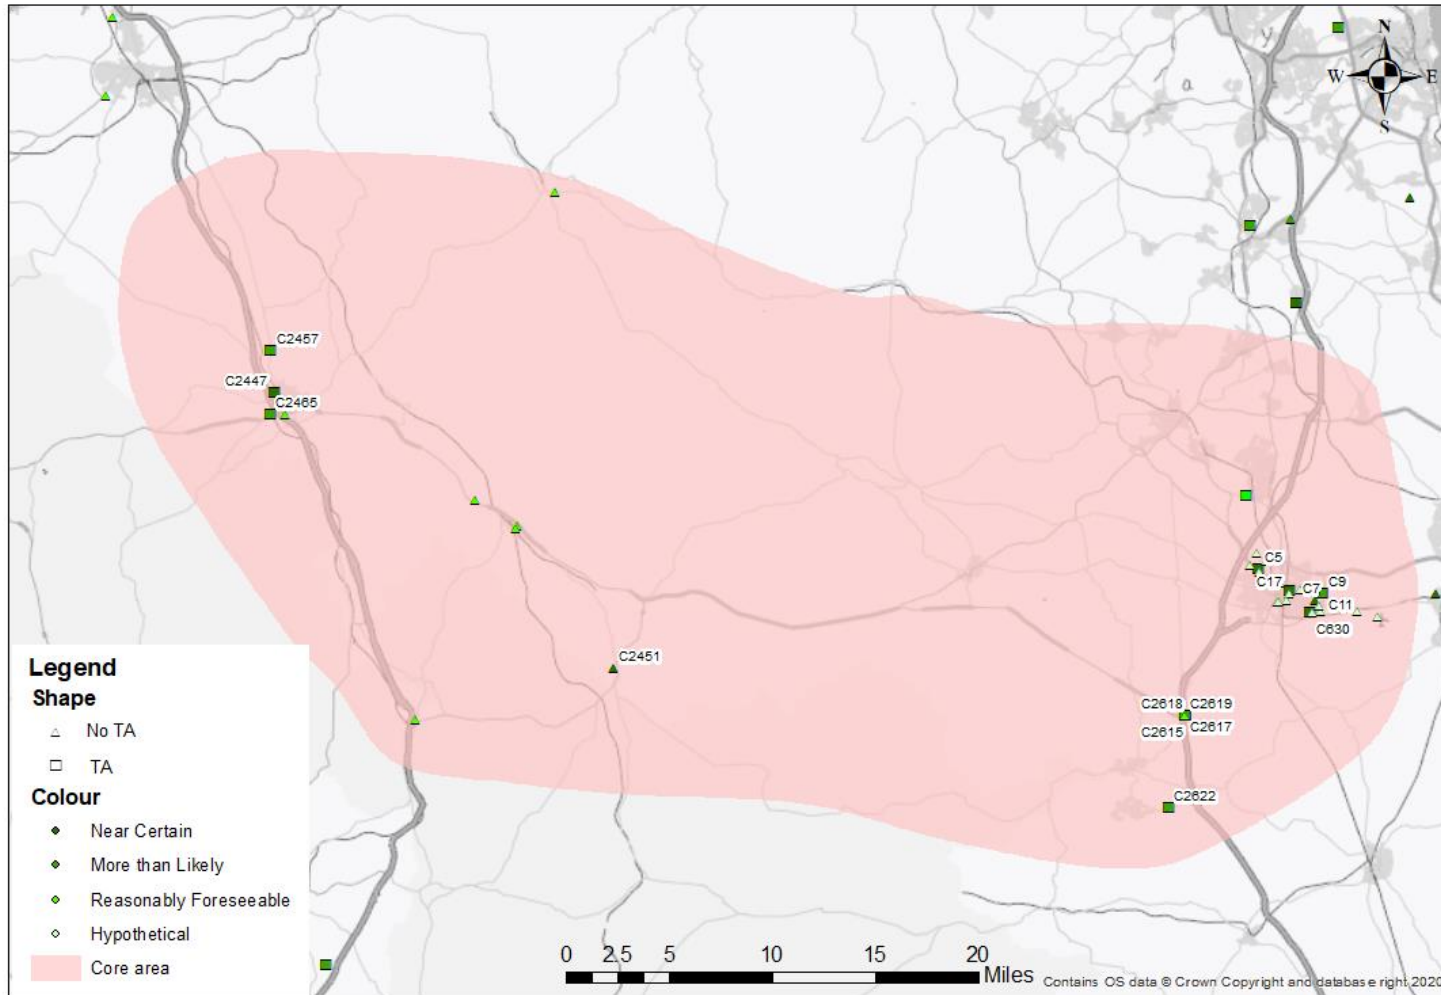 y
a
N
W E
S
C2457
C2447
C2465
C5
C17 C7 C9
C11
C630
C2451
C2618 C2619
C2615 C2617
C2622
Legend
Shape
No TA
TA
Colour
Near Certain
More than Likely
Reasonably Foreseeable
Hypothetical
Core area
0 2.5 5 10 15 20
Miles
Contains OS data © Crown Copyright and database right 2020